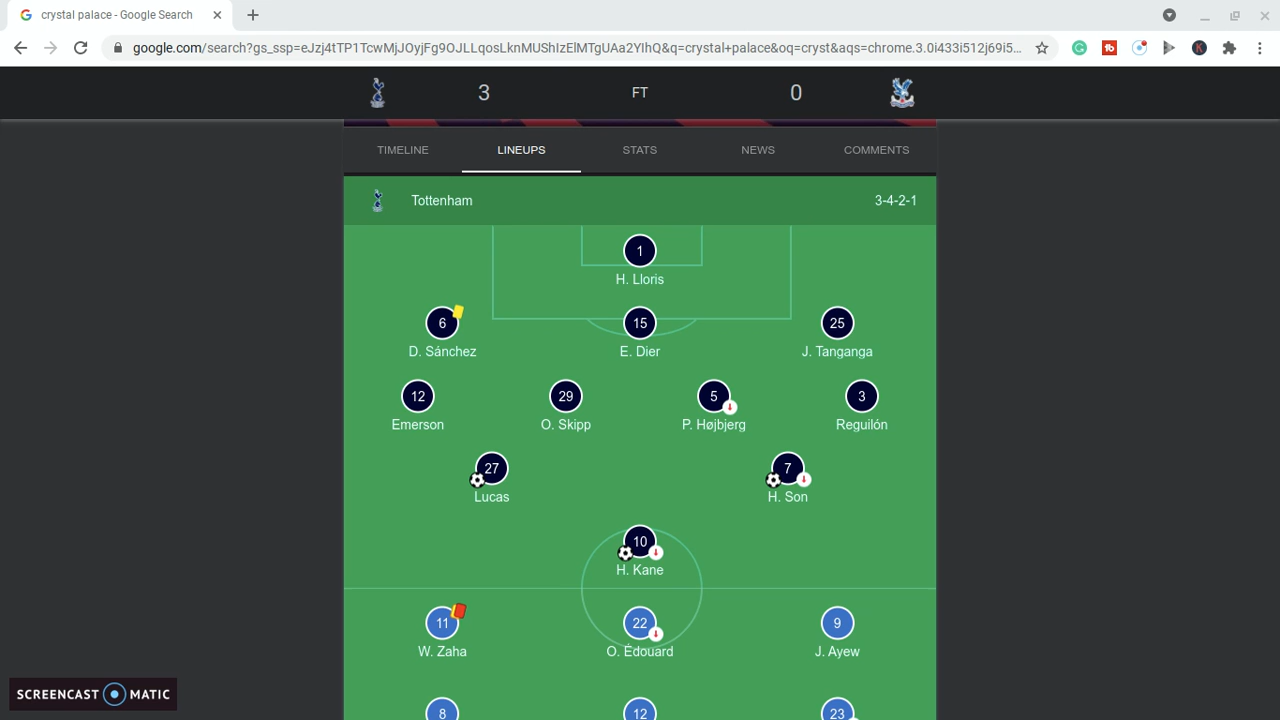 crystal palace - Google Search
google.com/search?gs_ssp=eJzj4tTP1TcwMjJOyjFg9OJLLqosLknMUShIzElMTgUAa2YIhQ&q=crystal+palace&oq=cryst&aqs=chrome.3.0i433i512j69i5...
3 FT 0
TIMELINE LINEUPS STATS NEWS COMMENTS
Tottenham 3-4-2-1
1
H. Lloris
6 15 25
D. Sánchez E. Dier J. Tanganga
12 29 5 3
Emerson O. Skipp P. Højbjerg Reguilón
27 7
Lucas H. Son
10
H. Kane
11 22 9
W. Zaha O. Édouard J. Ayew
8 12 23
SCREENCAST MATIC